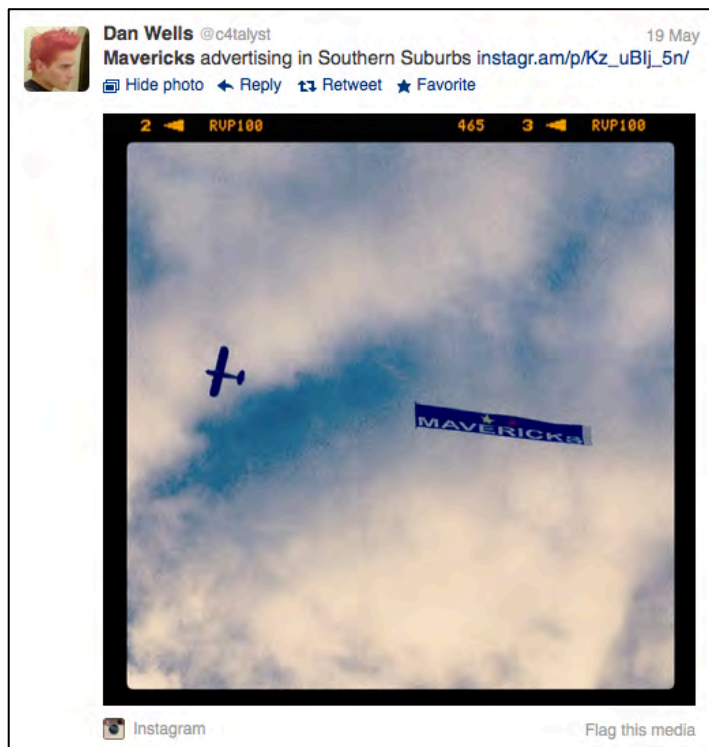 Dan Wells @c4talyst 19 May
Mavericks advertising in Southern Suburbs instagr.am/p/Kz_uBIj_5n/
Hide photo Reply Retweet Favorite
2 RVP100 465 3 RVP100
MAVERICKS
Instagram Flag this media